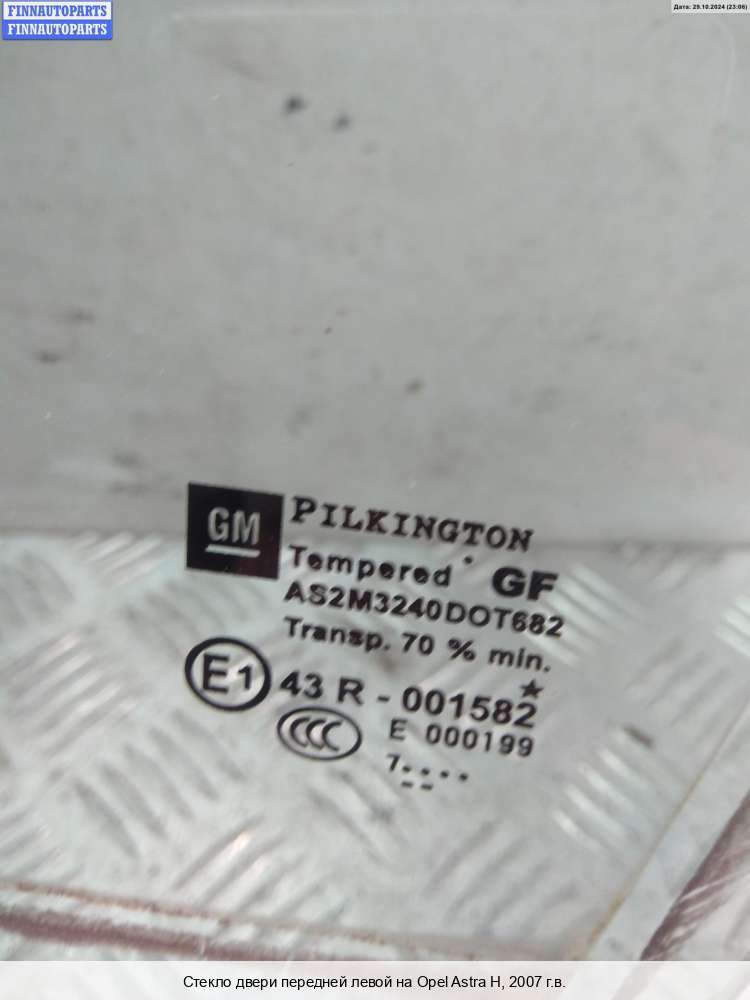 FINNAUTOPARTS
FINNAUTOPARTS
Дата: 29.10.2024 (23:06)
GM
PILKINGTON
Tempered GF
AS2M3240DOT682
Transp. 70 % min.
E1 43 R - 001582
CCC E 000199
7....
Стекло двери передней левой на Opel Astra H, 2007 г.в.